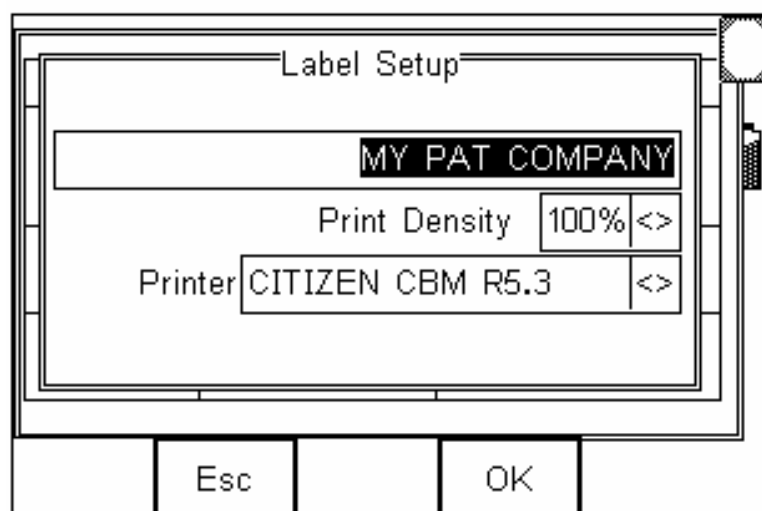 Label Setup
MY PAT COMPANY
Print Density 100% <>
Printer CITIZEN CBM R5.3 <>
Esc OK